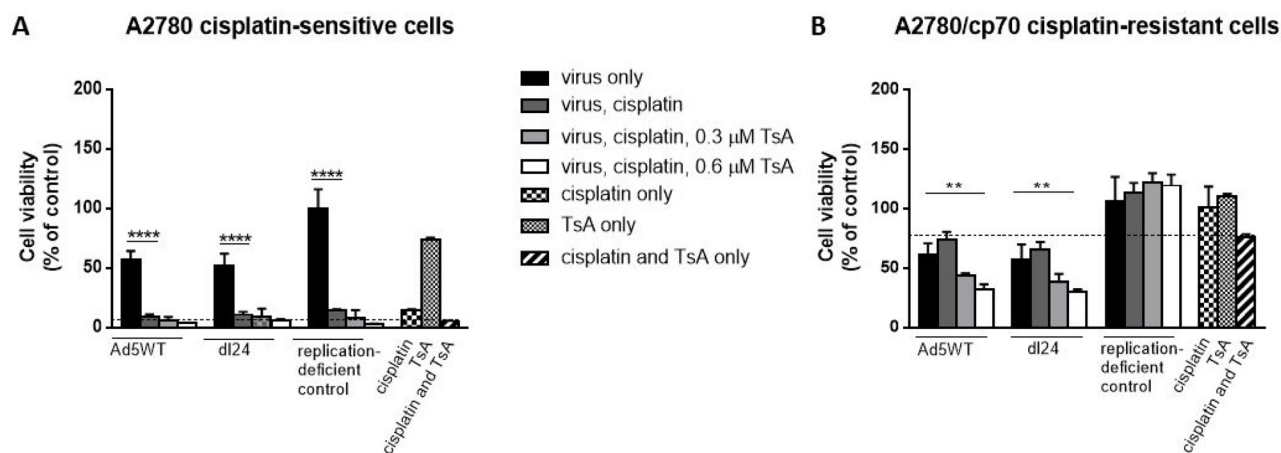 A
A2780 cisplatin-sensitive cells
Cell viability
(% of control)
200
150
100
50
0
****
****
****
Ad5WT
dl24
replication-
deficient
control
cisplatin
TsA
cisplatin and TsA
virus only
virus, cisplatin
virus, cisplatin, 0.3 μM TsA
virus, cisplatin, 0.6 μM TsA
cisplatin only
TsA only
cisplatin and TsA only
B
A2780/cp70 cisplatin-resistant cells
Cell viability
(% of control)
200
150
100
50
0
**
**
Ad5WT
dl24
replication-
deficient
control
cisplatin
TsA
cisplatin and TsA